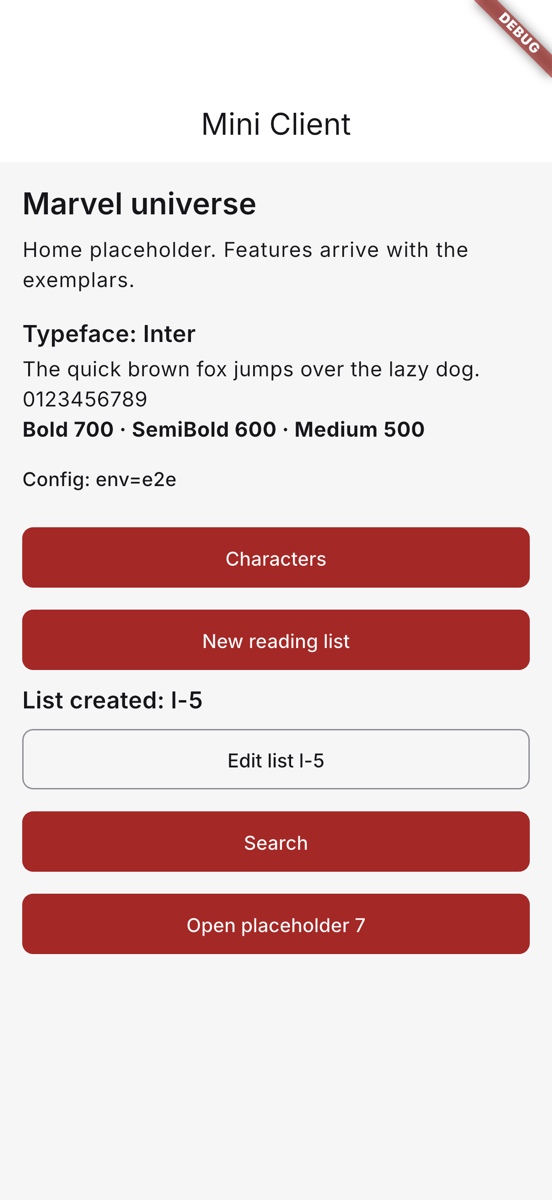 DEBUG
Mini Client
Marvel universe
Home placeholder. Features arrive with the
exemplars.
Typeface: Inter
The quick brown fox jumps over the lazy dog.
0123456789
Bold 700 · SemiBold 600 · Medium 500
Config: env=e2e
Characters
New reading list
List created: l-5
Edit list l-5
Search
Open placeholder 7